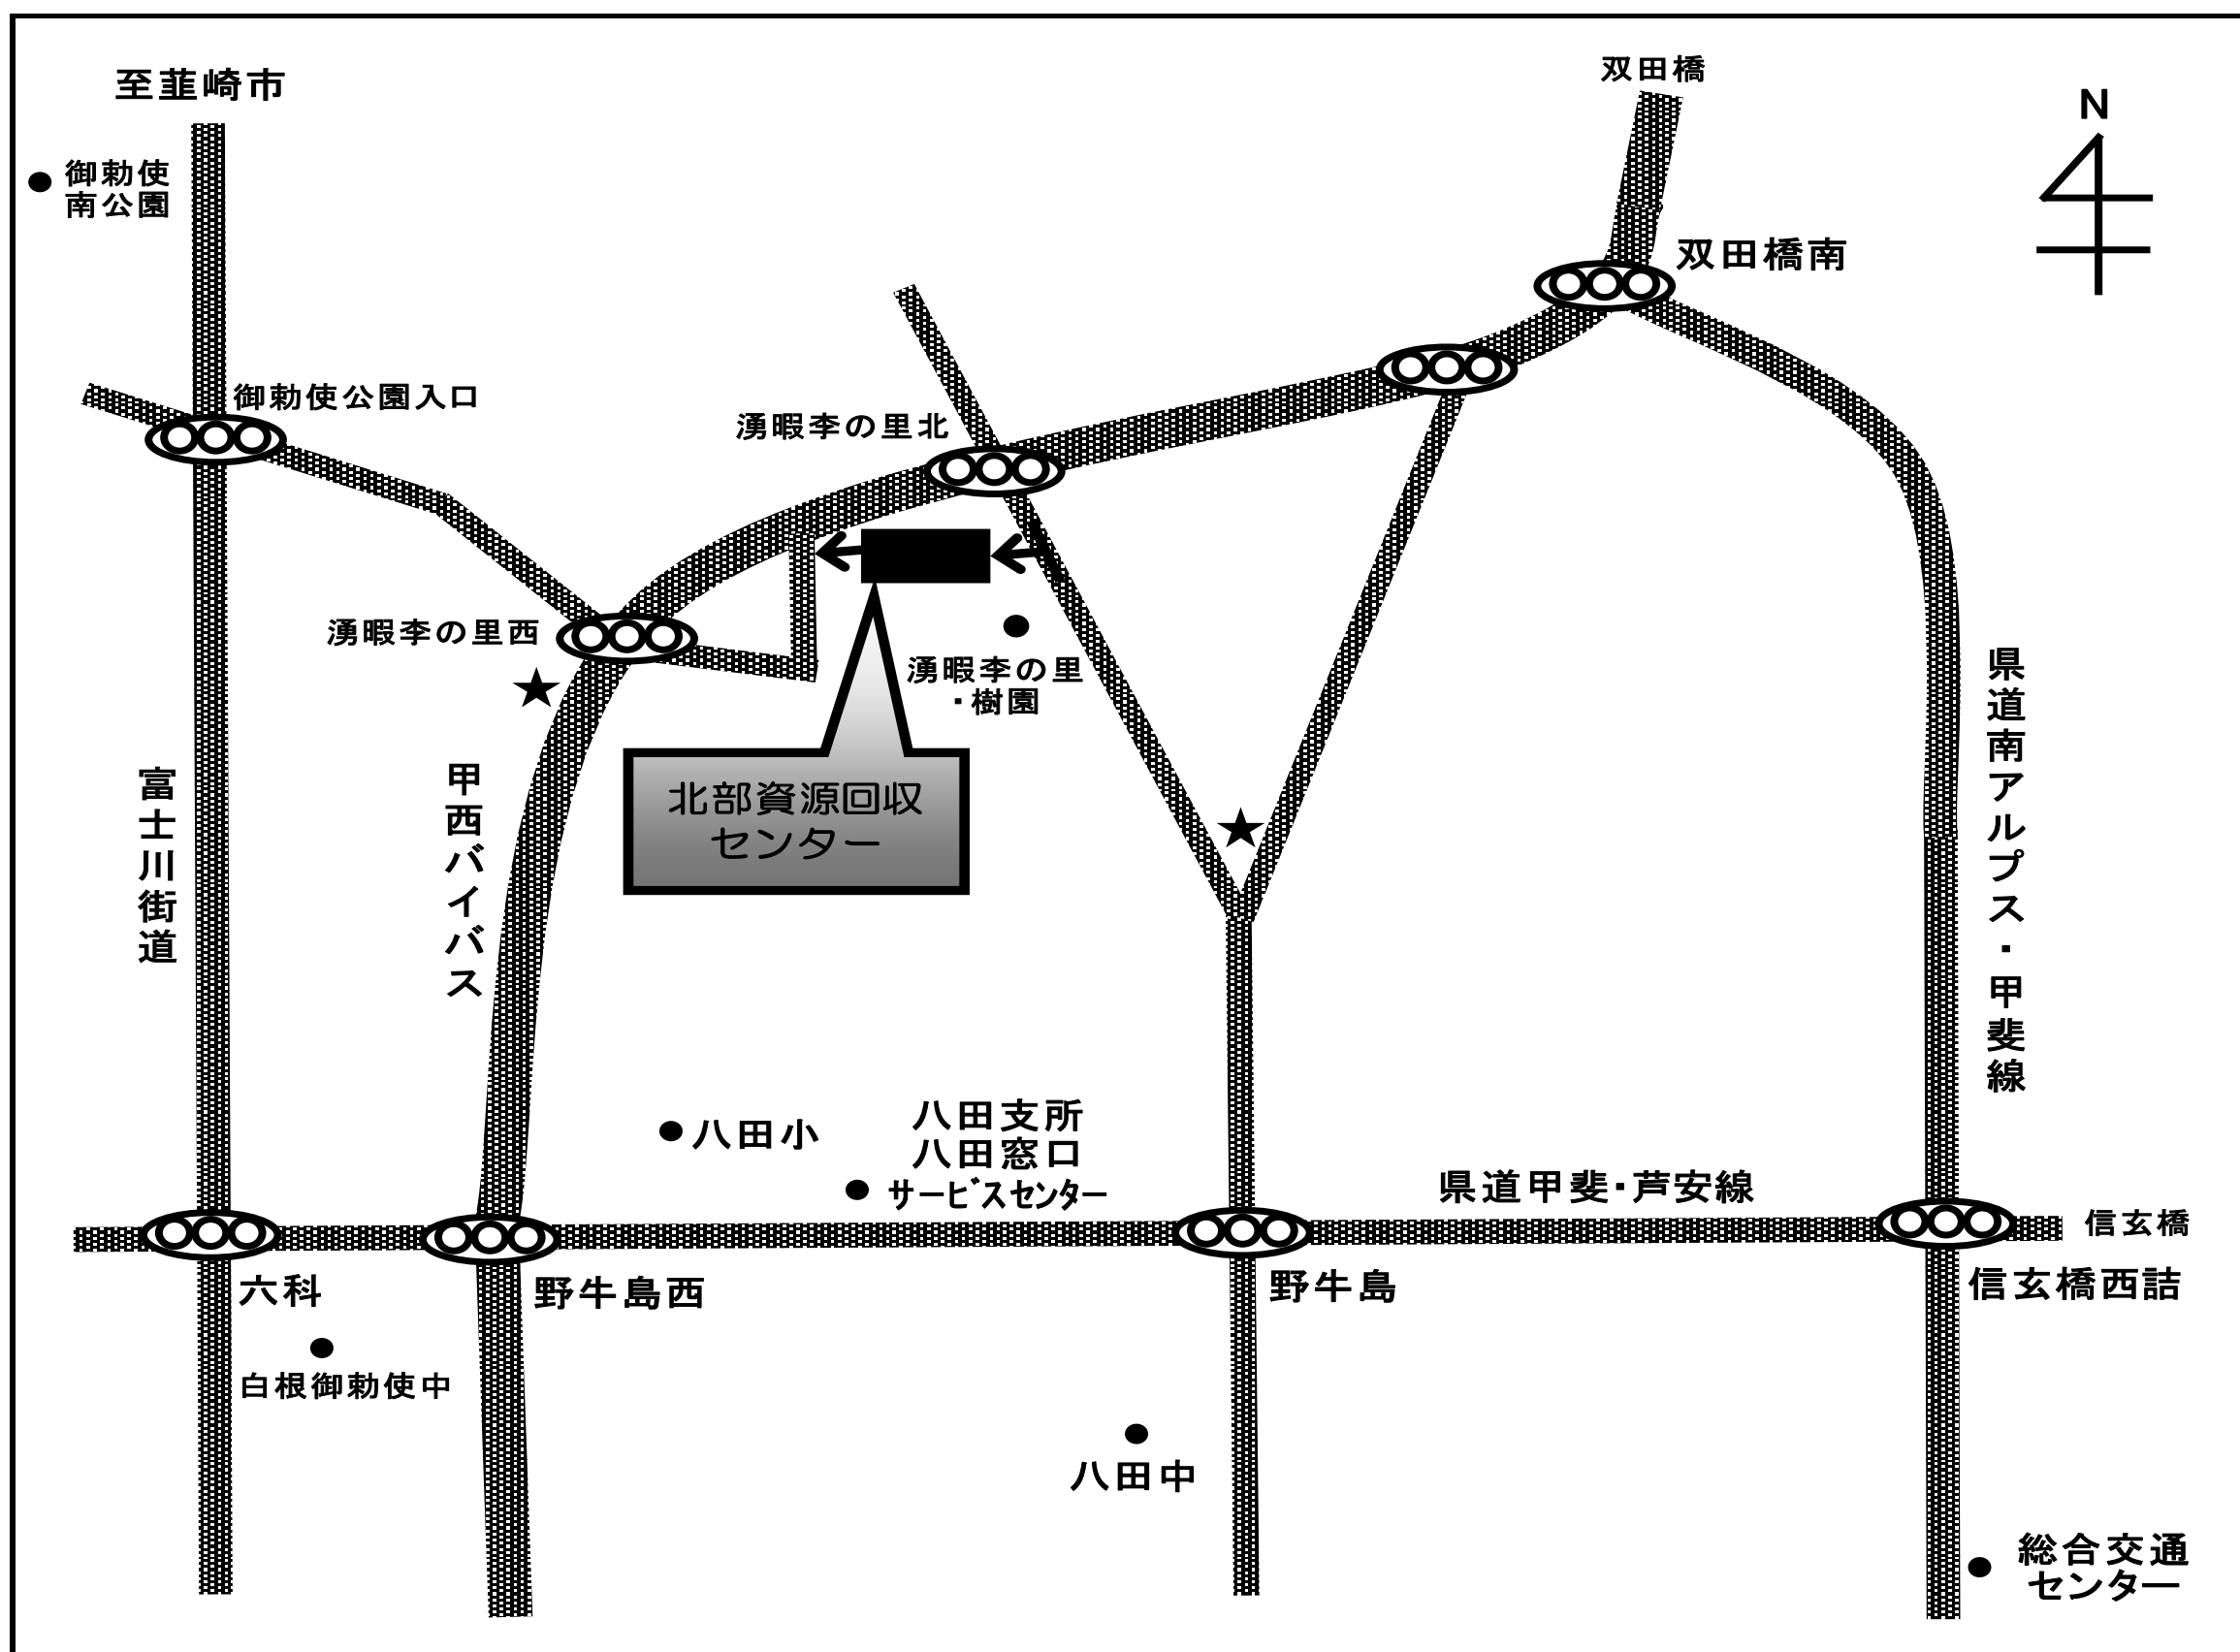 至韮崎市
双田橋
N
御勅使
南公園
双田橋南
御勅使公園入口
湧暇李の里北
湧暇李の里西
湧暇李の里
・樹園
県道南アルプス・甲斐線
富士川街道
甲西バイパス
北部資源回収
センター
八田小
八田支所
八田窓口
サービスセンター
県道甲斐・芦安線
信玄橋
六科
野牛島西
野牛島
信玄橋西詰
白根御勅使中
八田中
総合交通
センター